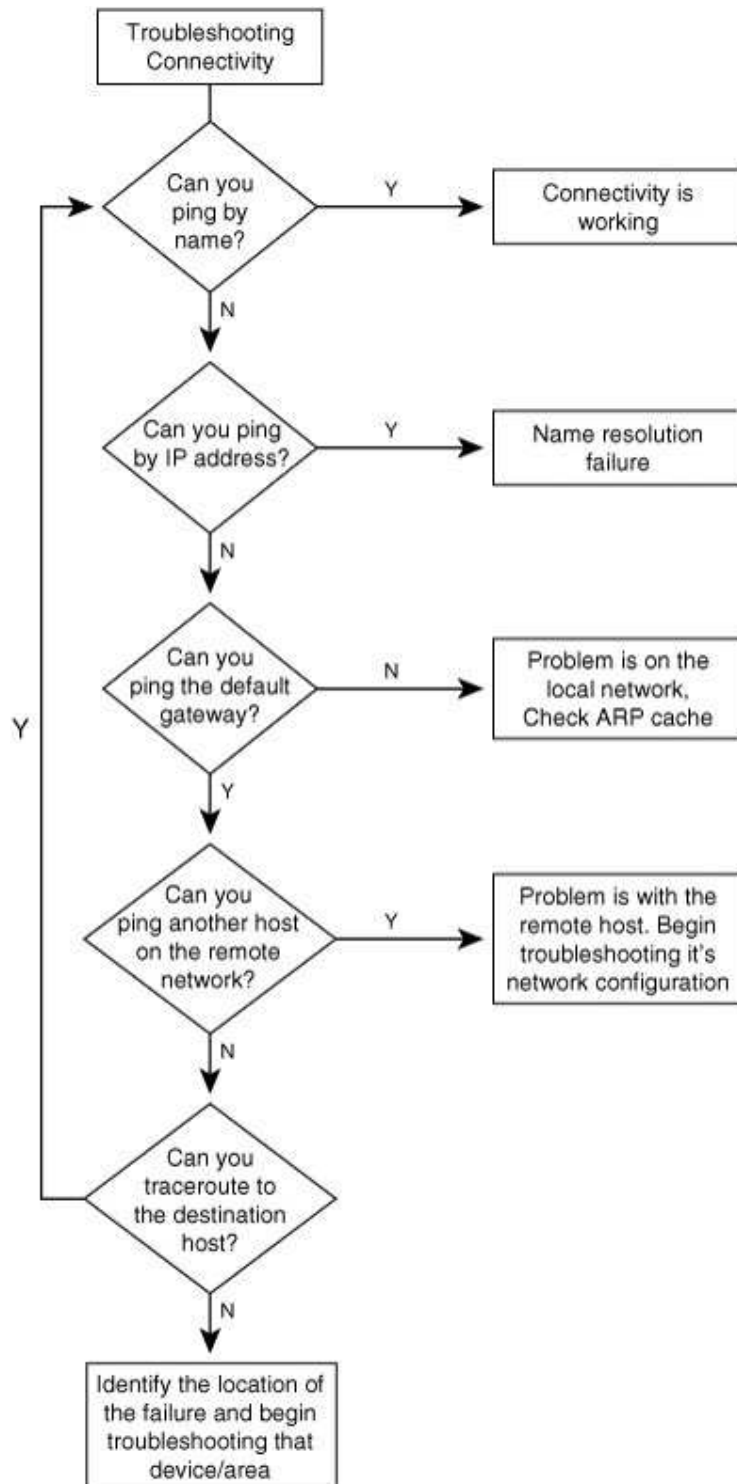 Troubleshooting
Connectivity
Can you
ping by
name?
Y
Connectivity is
working
N
Can you ping
by IP address?
Y
Name resolution
failure
N
Can you
ping the default
gateway?
N
Problem is on the
local network,
Check ARP cache
Y
Y
Can you
ping another host
on the remote
network?
Y
Problem is with the
remote host. Begin
troubleshooting it's
network configuration
N
Can you
traceroute to
the destination
host?
N
Identify the location of
the failure and begin
troubleshooting that
device/area